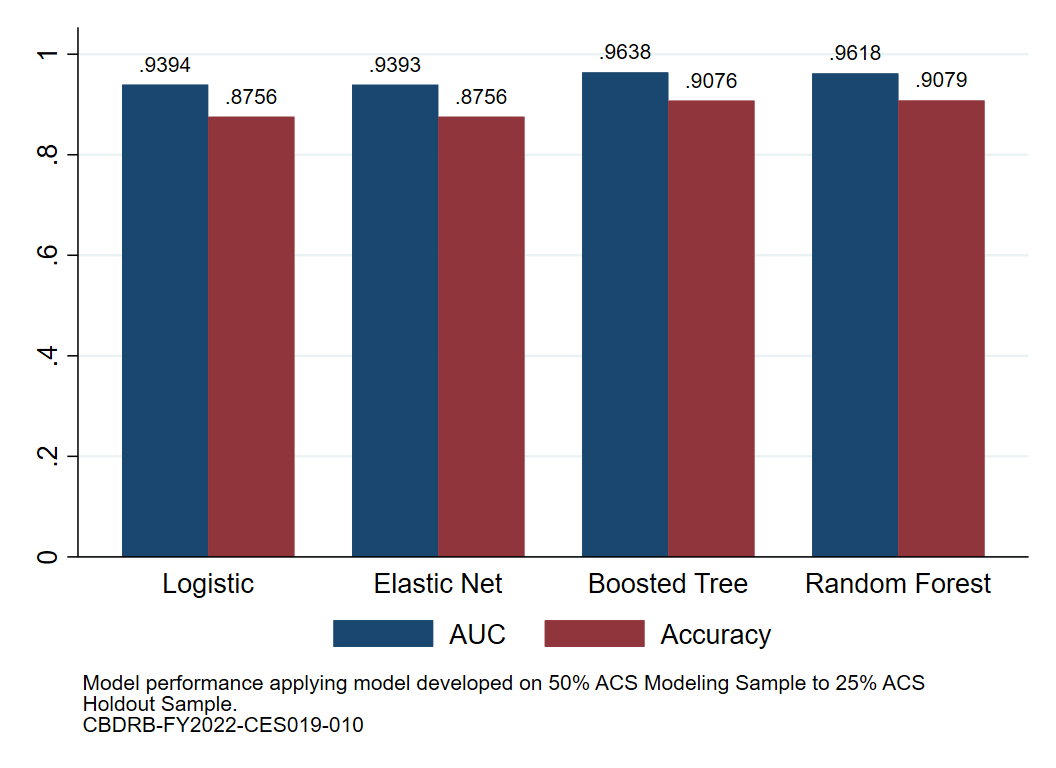 1
.8
.6
.4
.2
0
.9394
.8756
.9393
.8756
.9638
.9076
.9618
.9079
Logistic
Elastic Net
Boosted Tree
Random Forest
AUC
Accuracy
Model performance applying model developed on 50% ACS Modeling Sample to 25% ACS
Holdout Sample.
CBDRB-FY2022-CES019-010